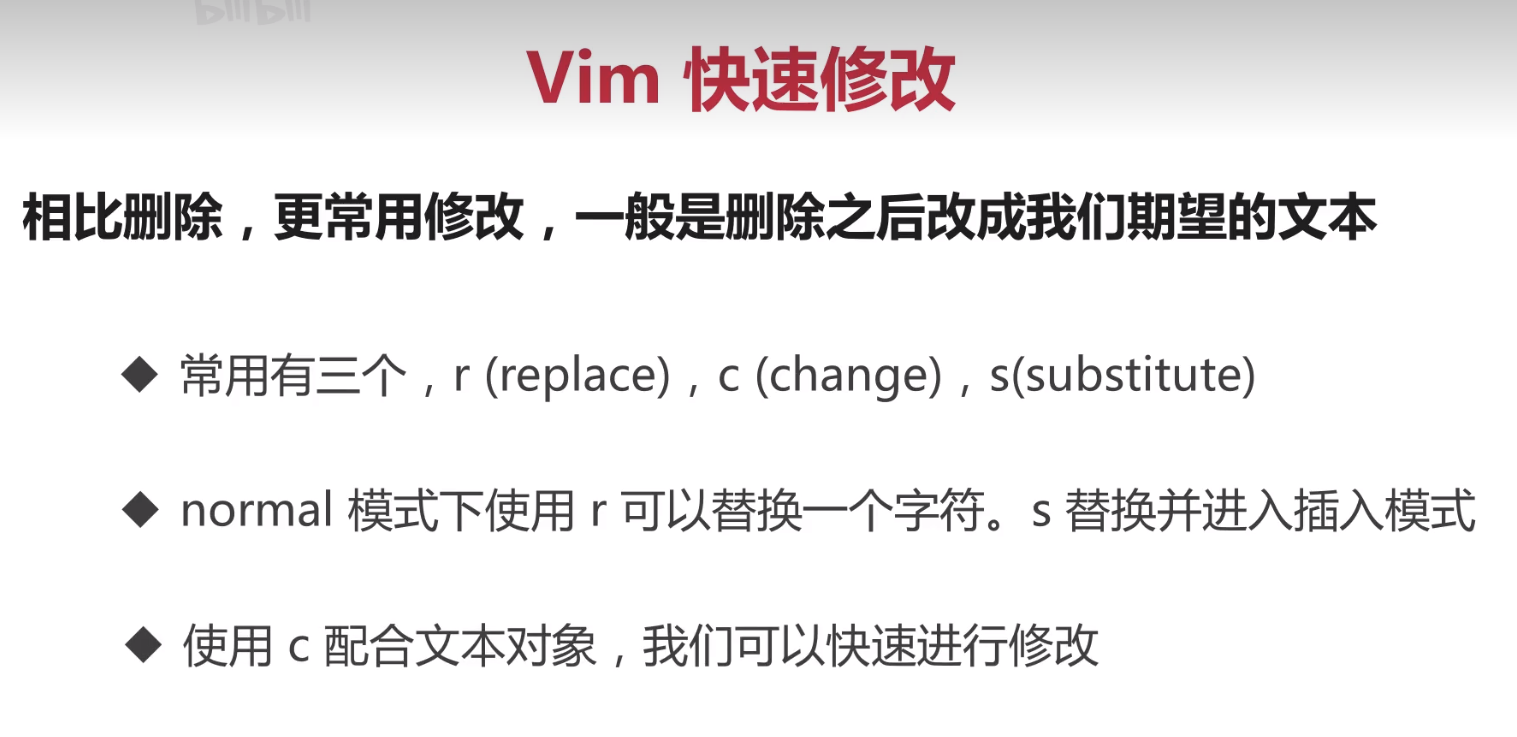 bilibili
Vim 快速修改
相比删除，更常用修改，一般是删除之后改成我们期望的文本
◆ 常用有三个，r (replace)，c (change)，s(substitute)
◆ normal 模式下使用 r 可以替换一个字符。s 替换并进入插入模式
◆ 使用 c 配合文本对象，我们可以快速进行修改